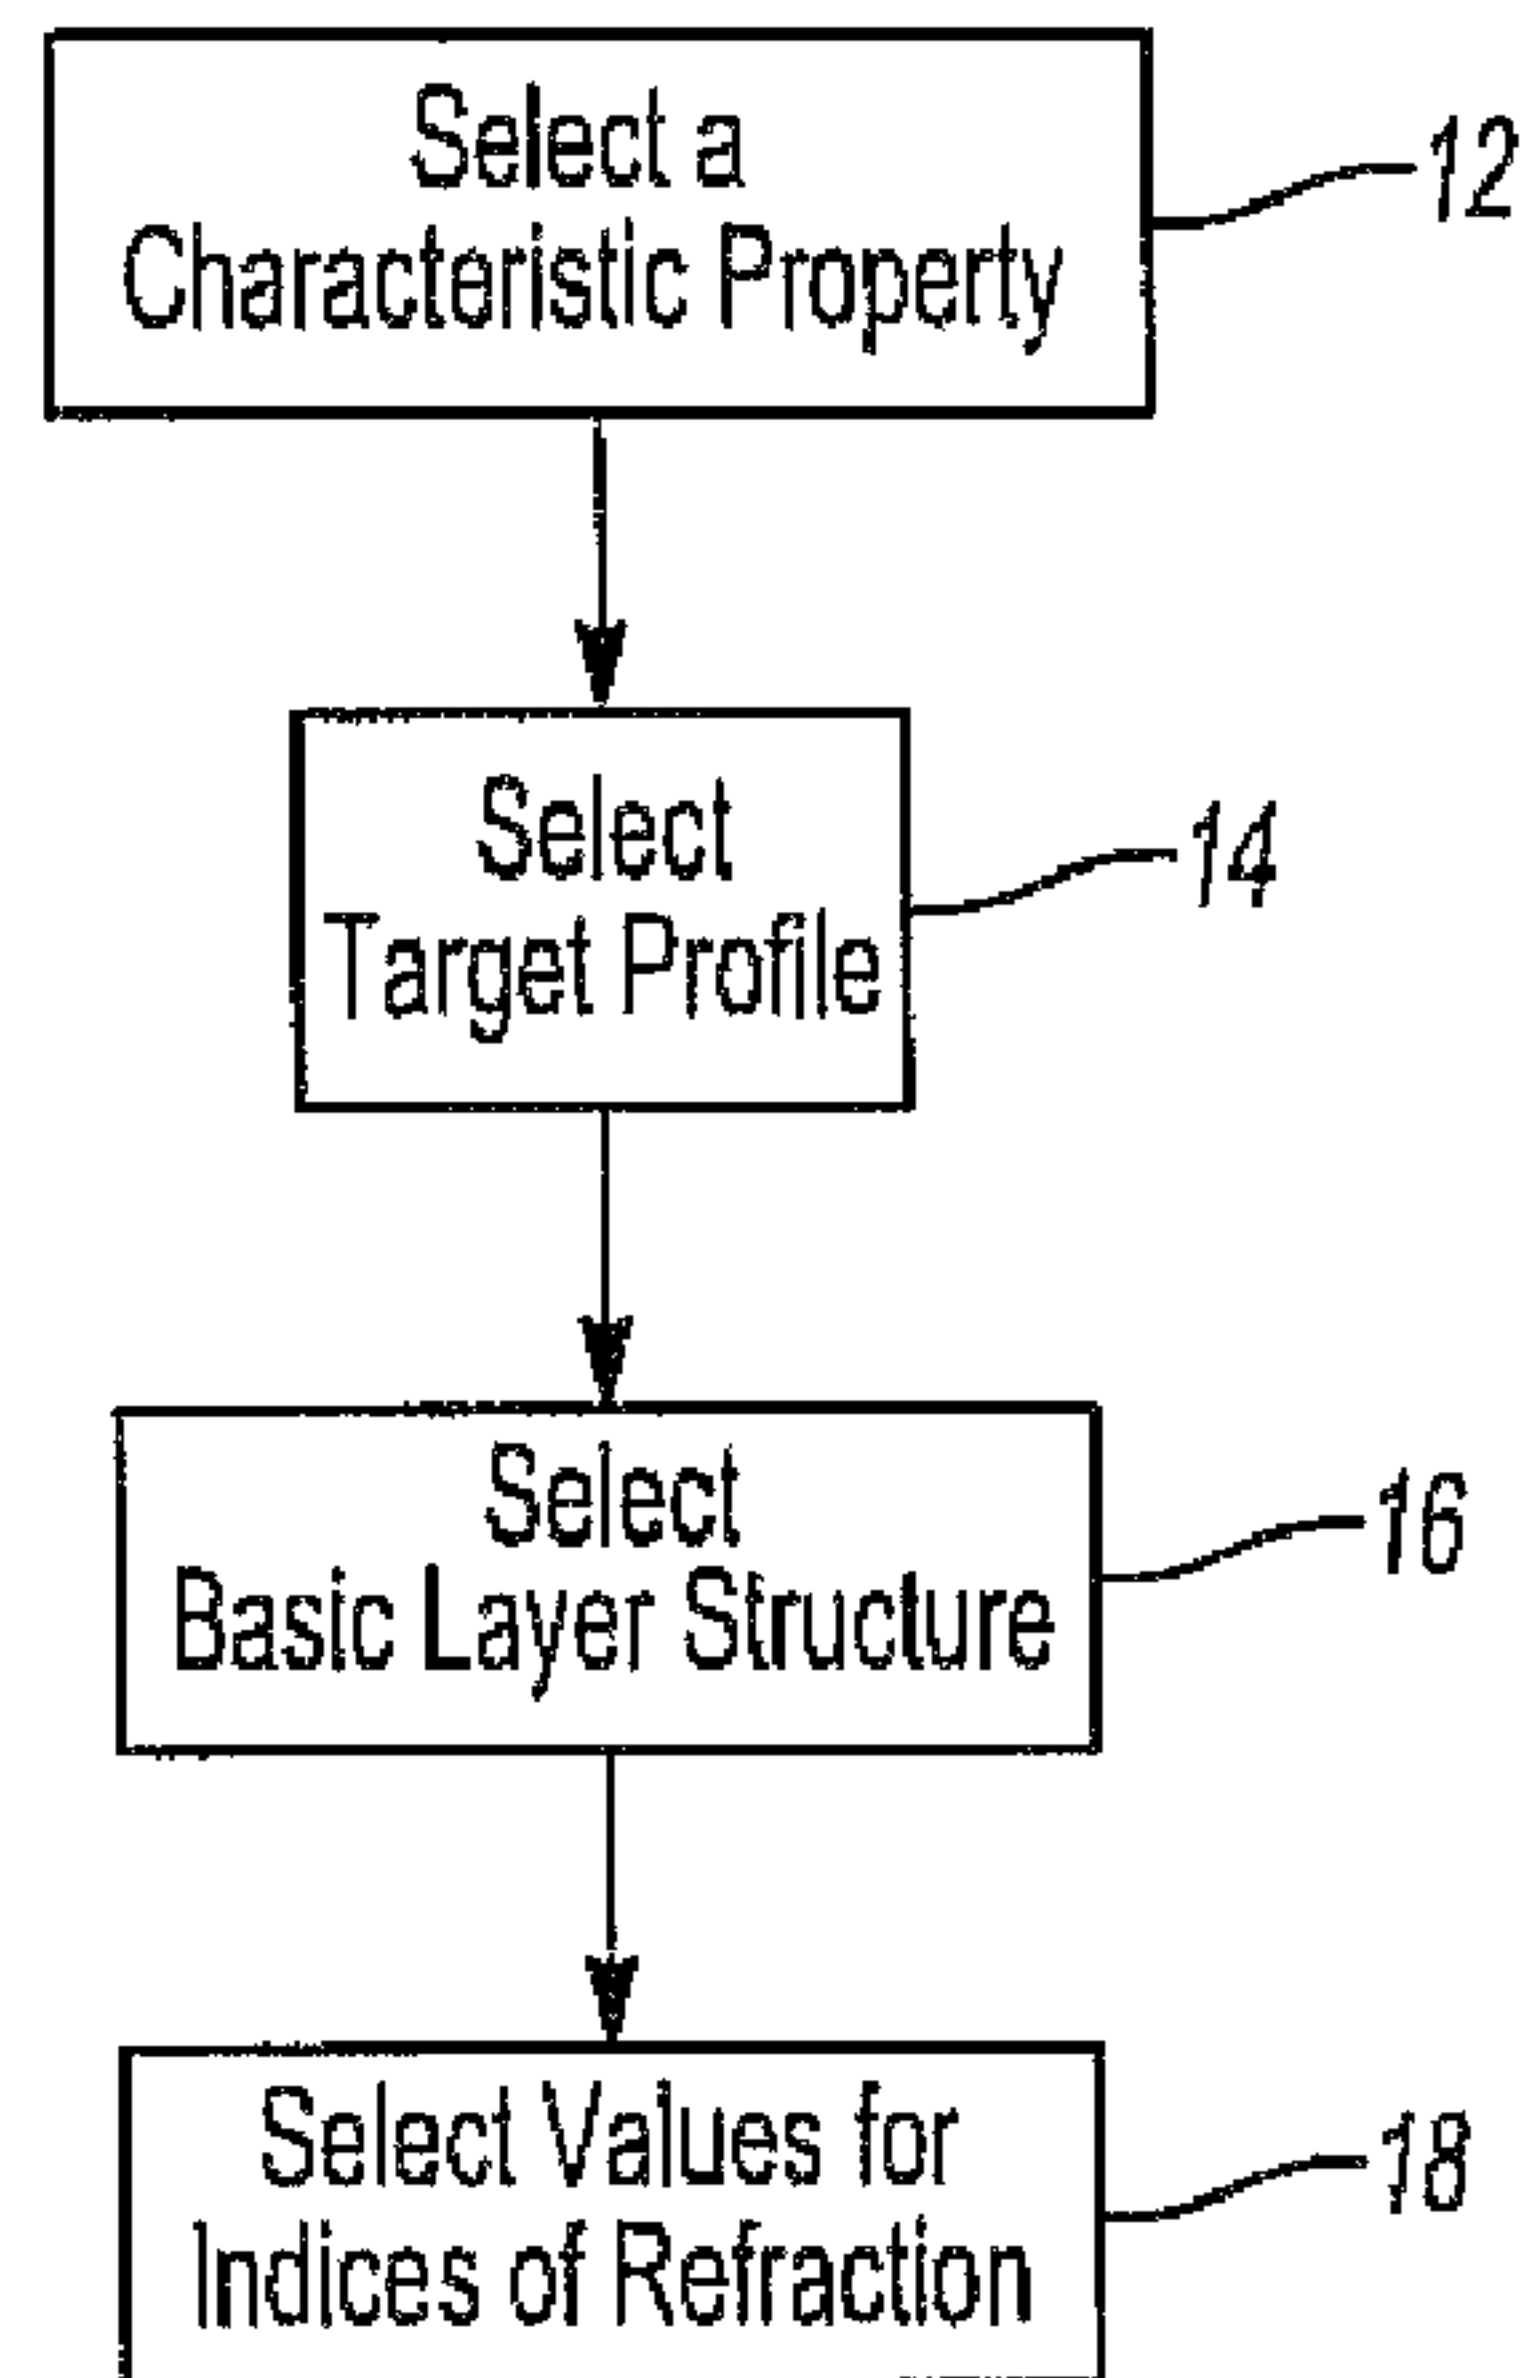 Select a
Characteristic Property
12
Select
Target Profile
14
Select
Basic Layer Structure
16
Select Values for
Indices of Refraction
18